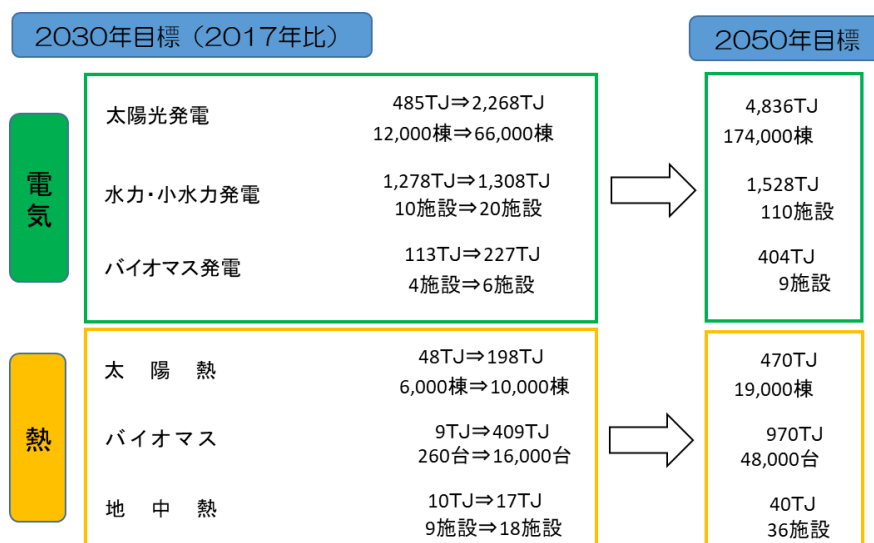 2030年目標（2017年比）
2050年目標
電気
太陽光発電
485TJ⇒2,268TJ
12,000棟⇒66,000棟
4,836TJ
174,000棟
水力・小水力発電
1,278TJ⇒1,308TJ
10施設⇒20施設
1,528TJ
110施設
バイオマス発電
113TJ⇒227TJ
4施設⇒6施設
404TJ
9施設
熱
太　陽　熱
48TJ⇒198TJ
6,000棟⇒10,000棟
470TJ
19,000棟
バイオマス
9TJ⇒409TJ
260台⇒16,000台
970TJ
48,000台
地　中　熱
10TJ⇒17TJ
9施設⇒18施設
40TJ
36施設